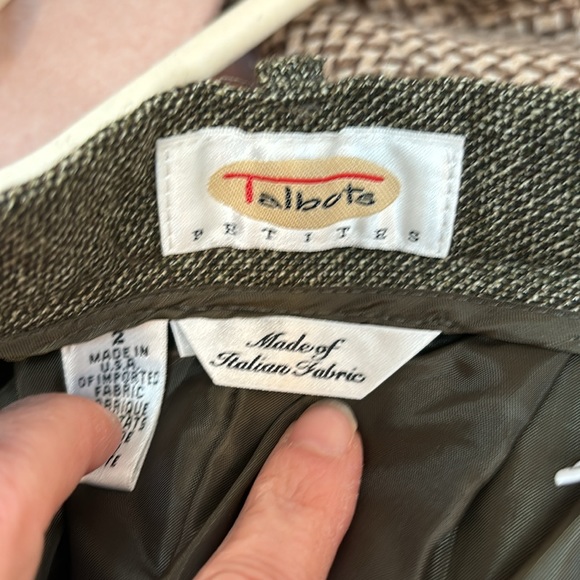 Talbots
PETITES
Made of
Italian Fabric
2
MADE IN
U.S.A.
OF IMPORTED
FABRIC